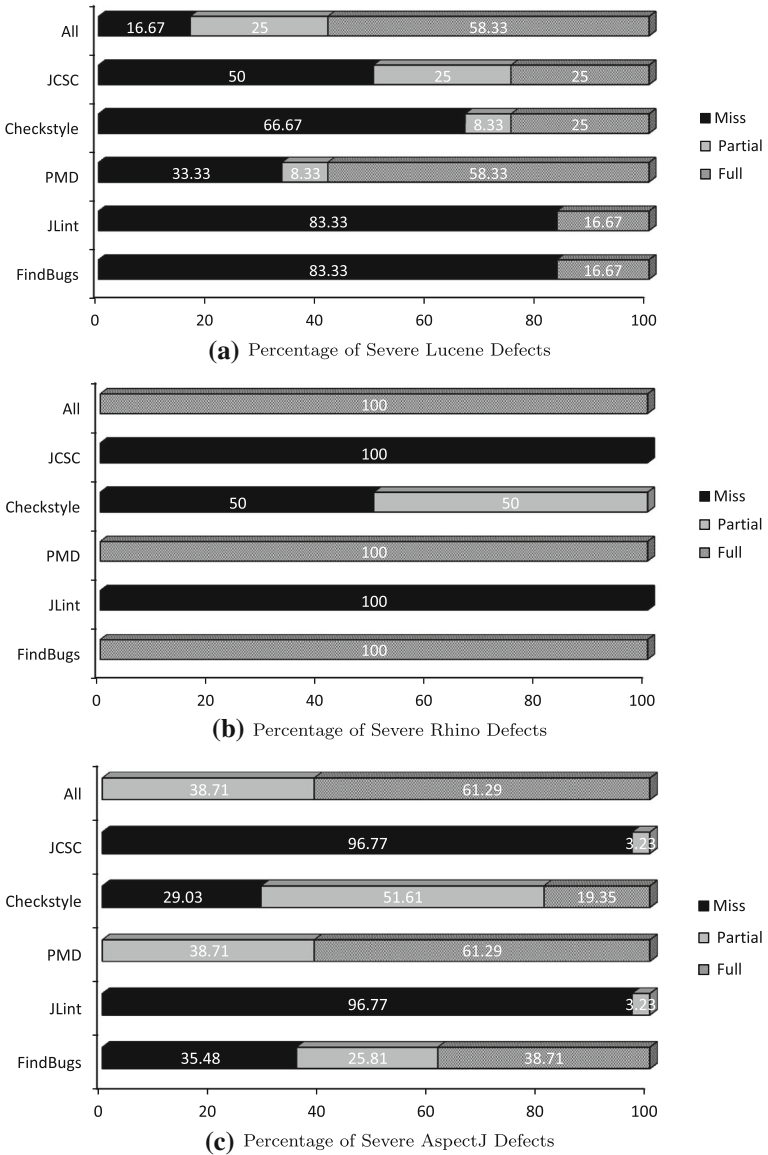 All 16.67 25 58.33
JCSC 50 25 25
Checkstyle 66.67 8.33 25
PMD 33.33 8.33 58.33
JLint 83.33 16.67
FindBugs 83.33 16.67
0 20 40 60 80 100
Miss
Partial
Full
(a) Percentage of Severe Lucene Defects
All 100
JCSC 100
Checkstyle 50 50
PMD 100
JLint 100
FindBugs 100
0 20 40 60 80 100
Miss
Partial
Full
(b) Percentage of Severe Rhino Defects
All 38.71 61.29
JCSC 96.77 3.23
Checkstyle 29.03 51.61 19.35
PMD 38.71 61.29
JLint 96.77 3.23
FindBugs 35.48 25.81 38.71
0 20 40 60 80 100
Miss
Partial
Full
(c) Percentage of Severe AspectJ Defects